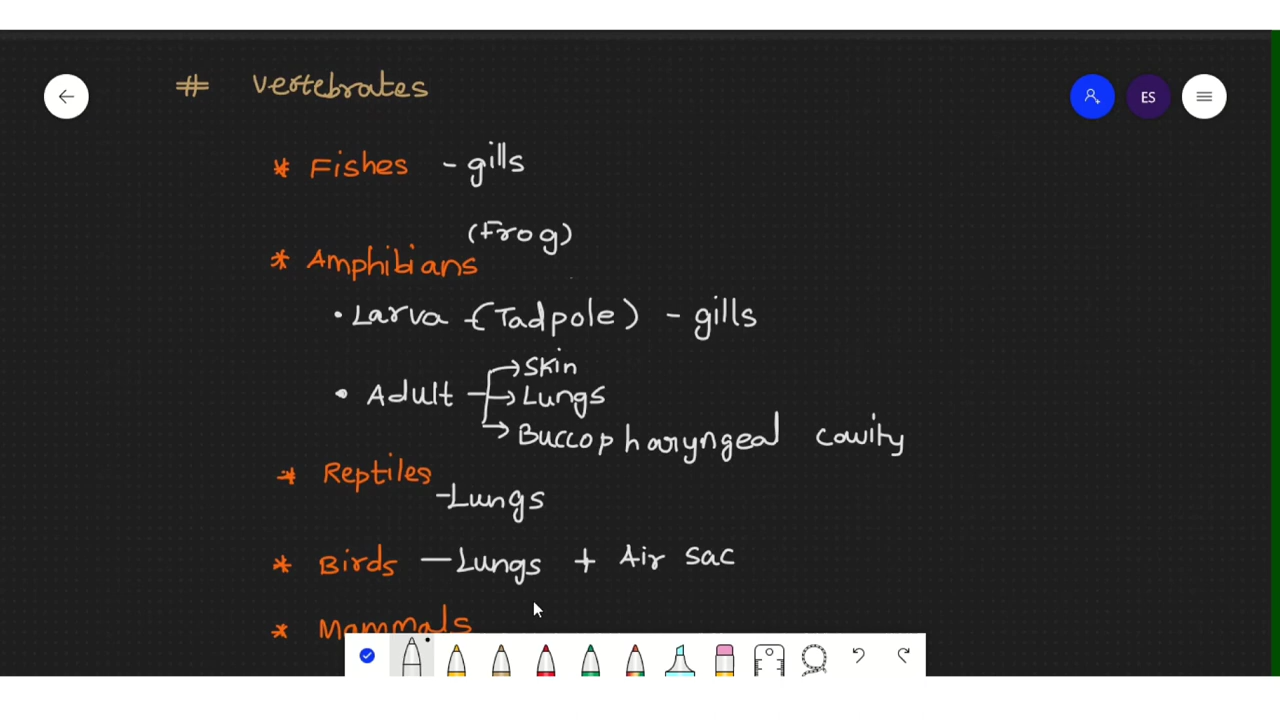 # Vertebrates
ES
* Fishes - gills
(Frog)
* Amphibians
• Larva - (Tadpole) - gills
• Adult → Skin
→ Lungs
→ Buccopharyngeal cavity
* Reptiles
- Lungs
* Birds — Lungs + Air sac
* Mammals